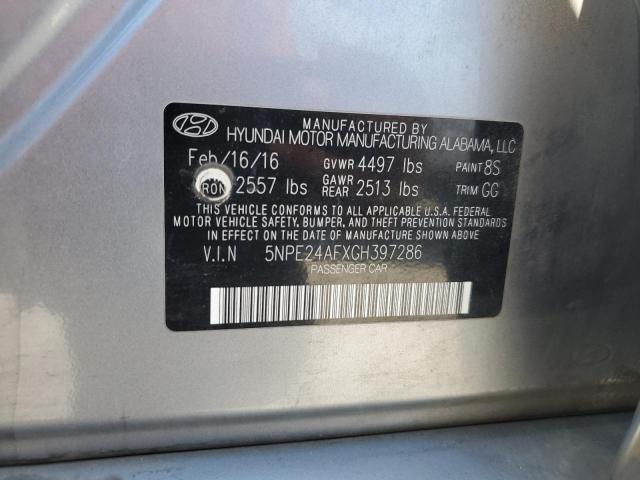 MANUFACTURED BY
HYUNDAI MOTOR MANUFACTURING ALABAMA, LLC
Feb/16/16 GVWR 4497 lbs PAINT 8S
RON 2557 lbs GAWR REAR 2513 lbs TRIM GG
THIS VEHICLE CONFORMS TO ALL APPLICABLE U.S.A. FEDERAL
MOTOR VEHICLE SAFETY, BUMPER, AND THEFT PREVENTION STANDARDS
IN EFFECT ON THE DATE OF MANUFACTURE SHOWN ABOVE.
V.I.N 5NPE24AFXGH397286
PASSENGER CAR